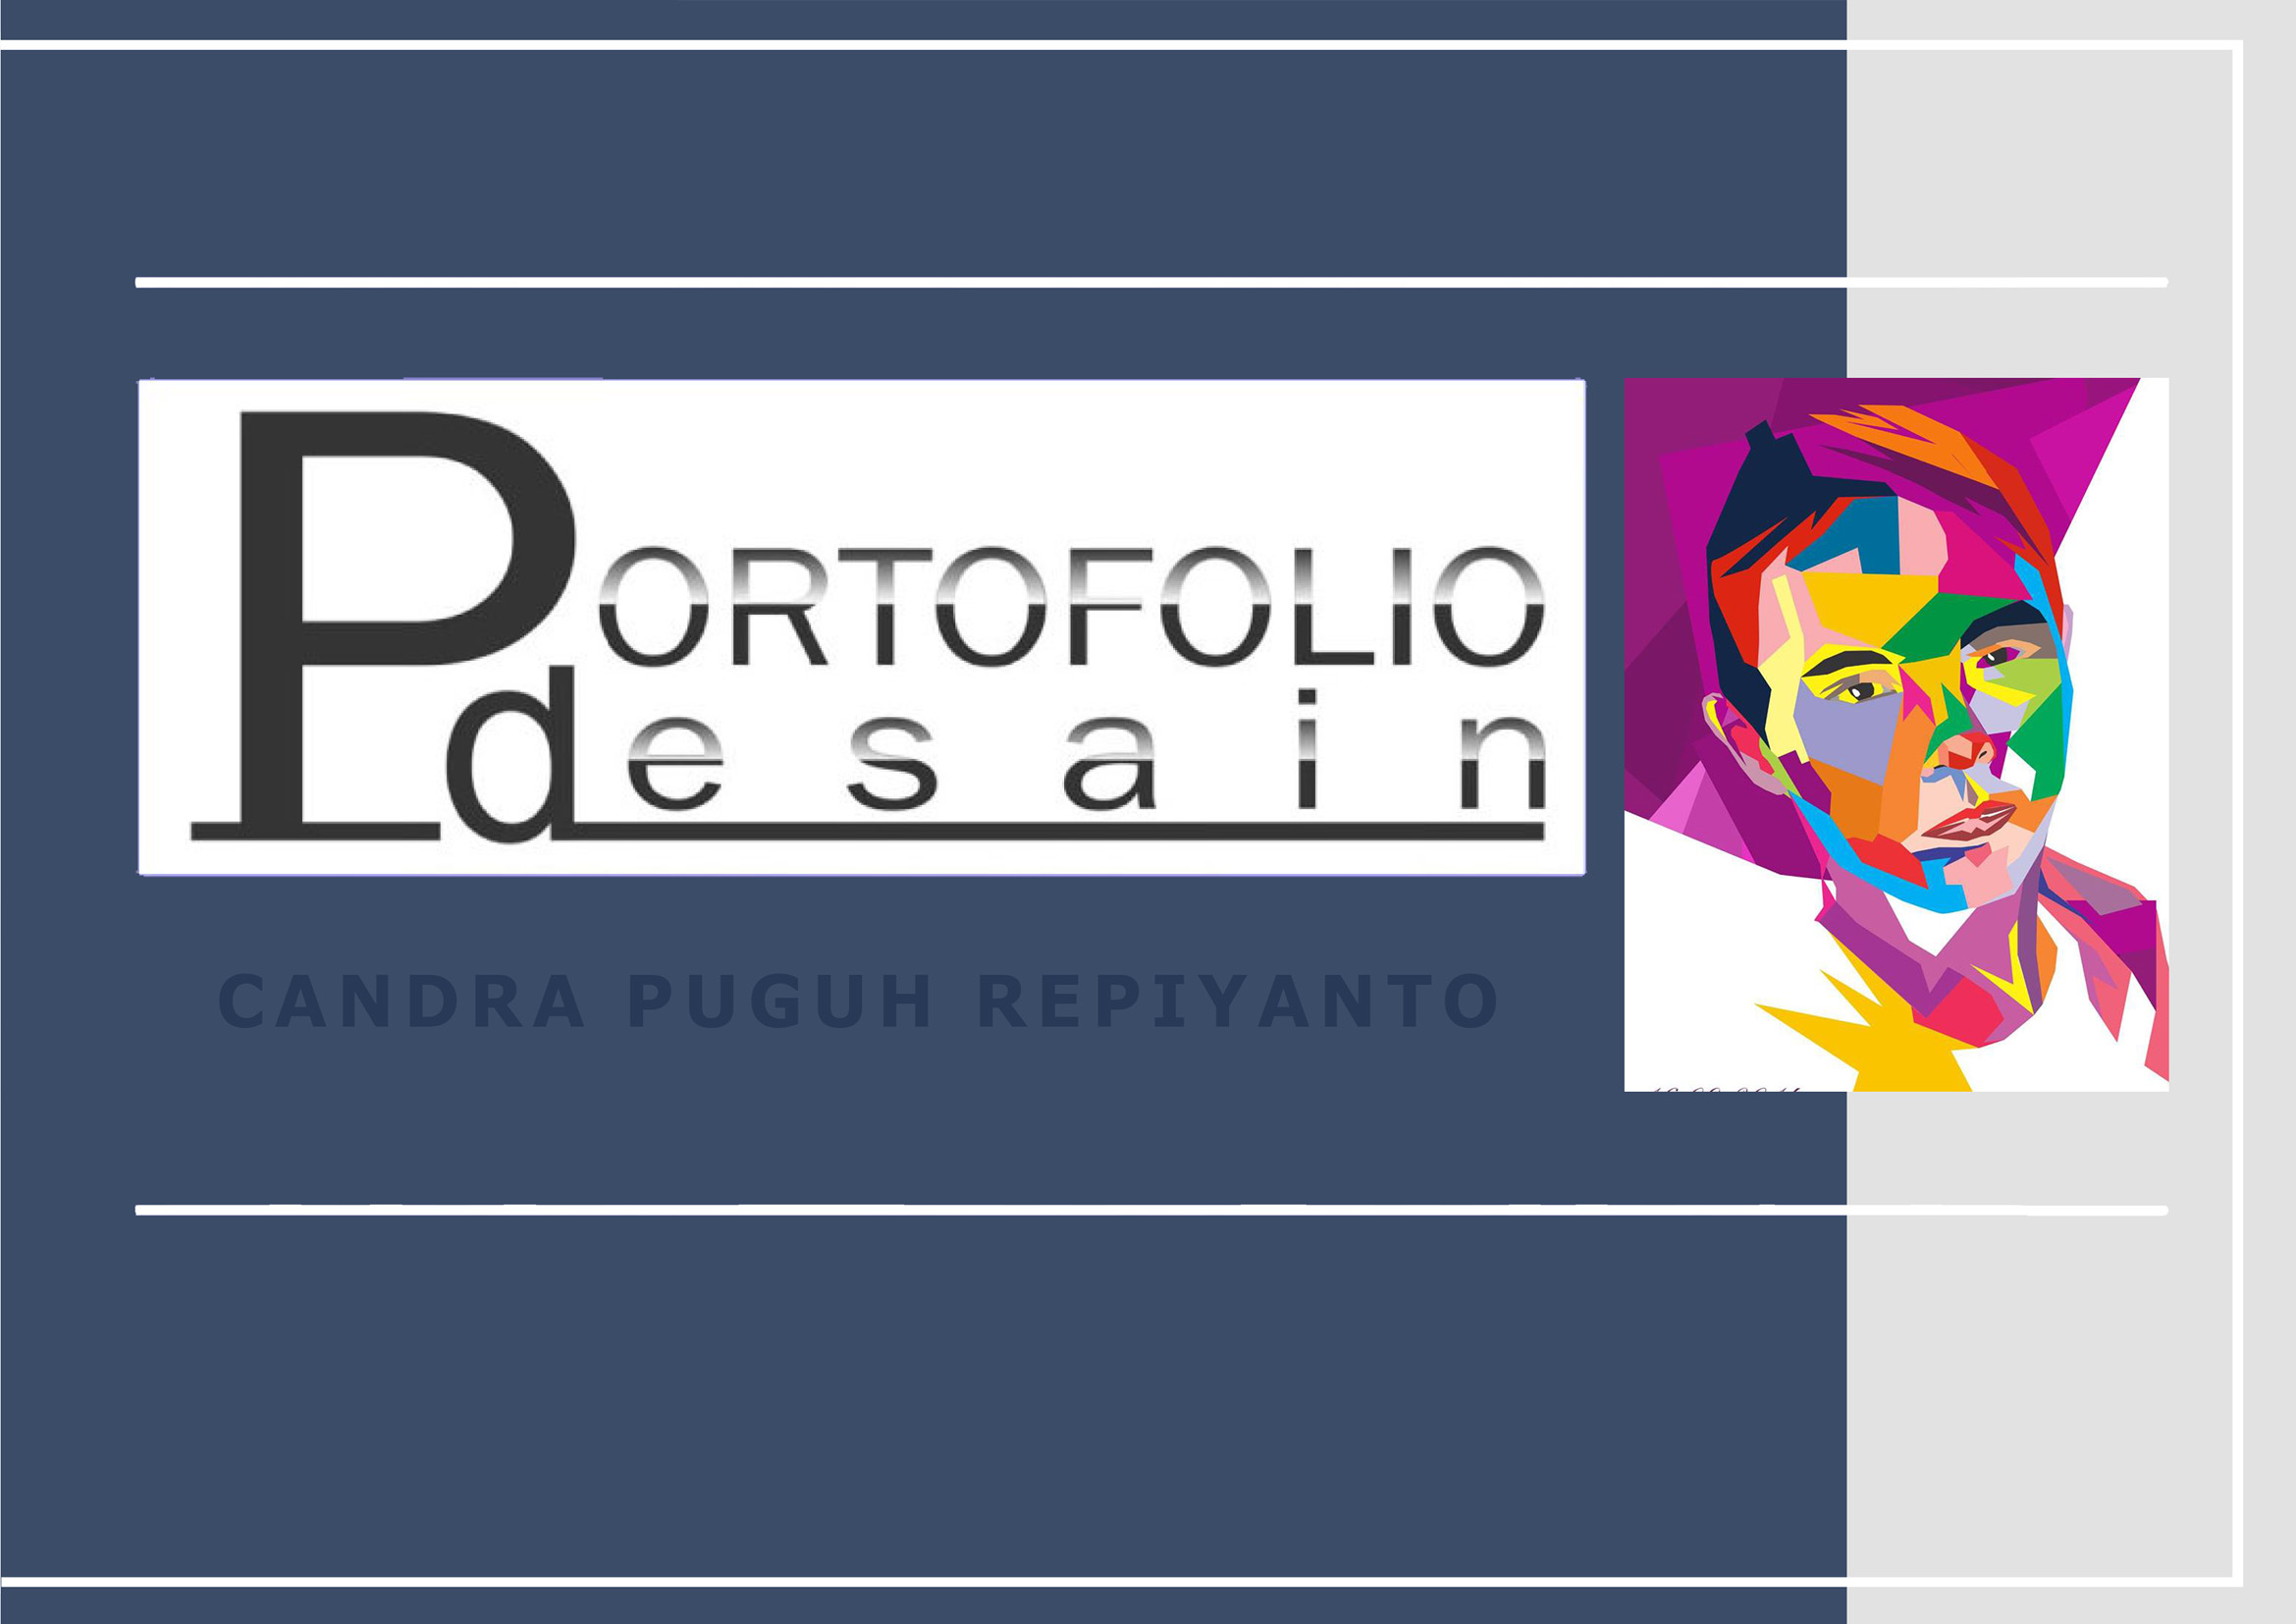 PORTOFOLIO
desain
CANDRA PUGUH REPIYANTO